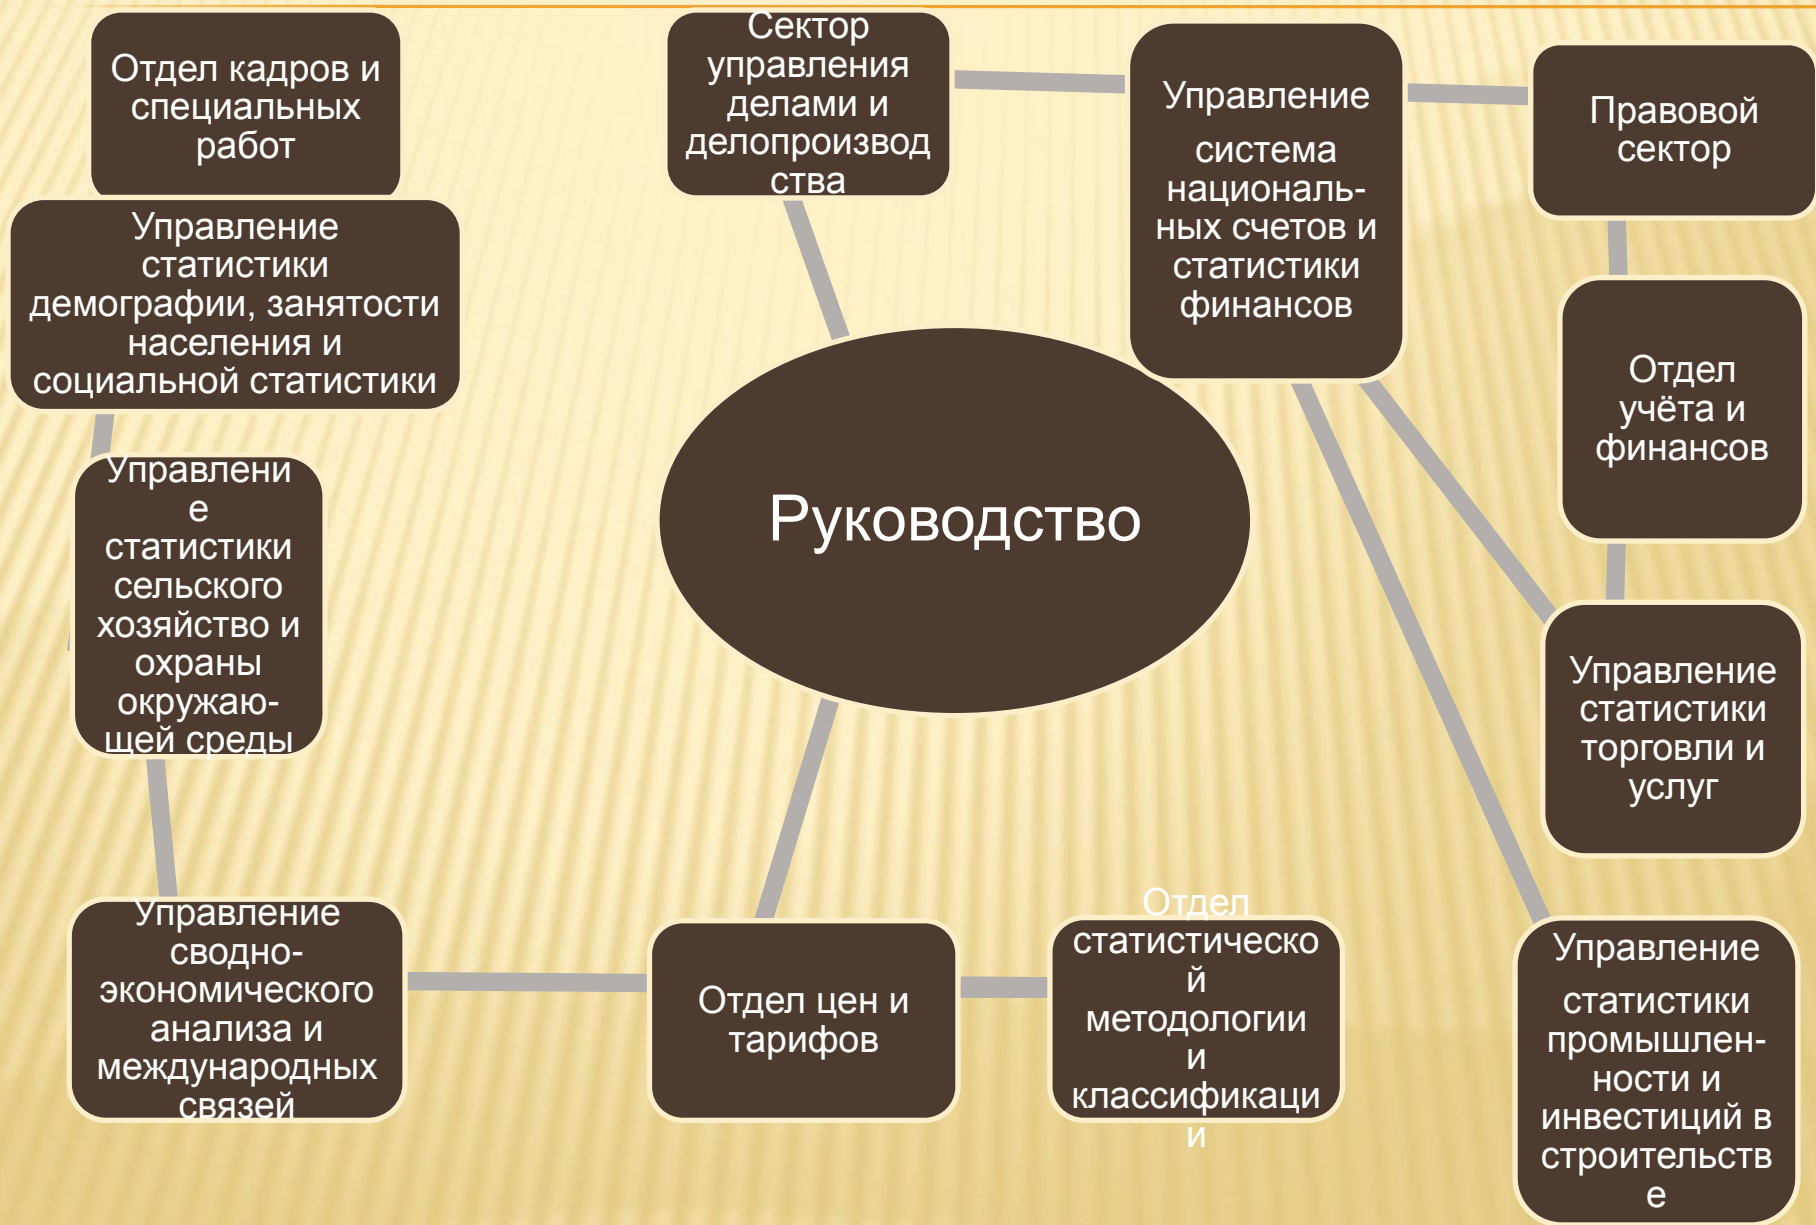 Отдел кадров и
специальных
работ
Сектор
управления
делами и
делопроизвод
ства
Управление
система
националь-
ных счетов и
статистики
финансов
Правовой
сектор
Управление
статистики
демографии, занятости
населения и
социальной статистики
Отдел
учёта и
финансов
Руководство
Управлени
е
статистики
сельского
хозяйство и
охраны
окружаю-
щей среды
Управление
статистики
торговли и
услуг
Управление
сводно-
экономического
анализа и
международных
связей
Отдел цен и
тарифов
Отдел
статистическо
й
методологии
и
классификаци
и
Управление
статистики
промышлен-
ности и
инвестиций в
строительств
е